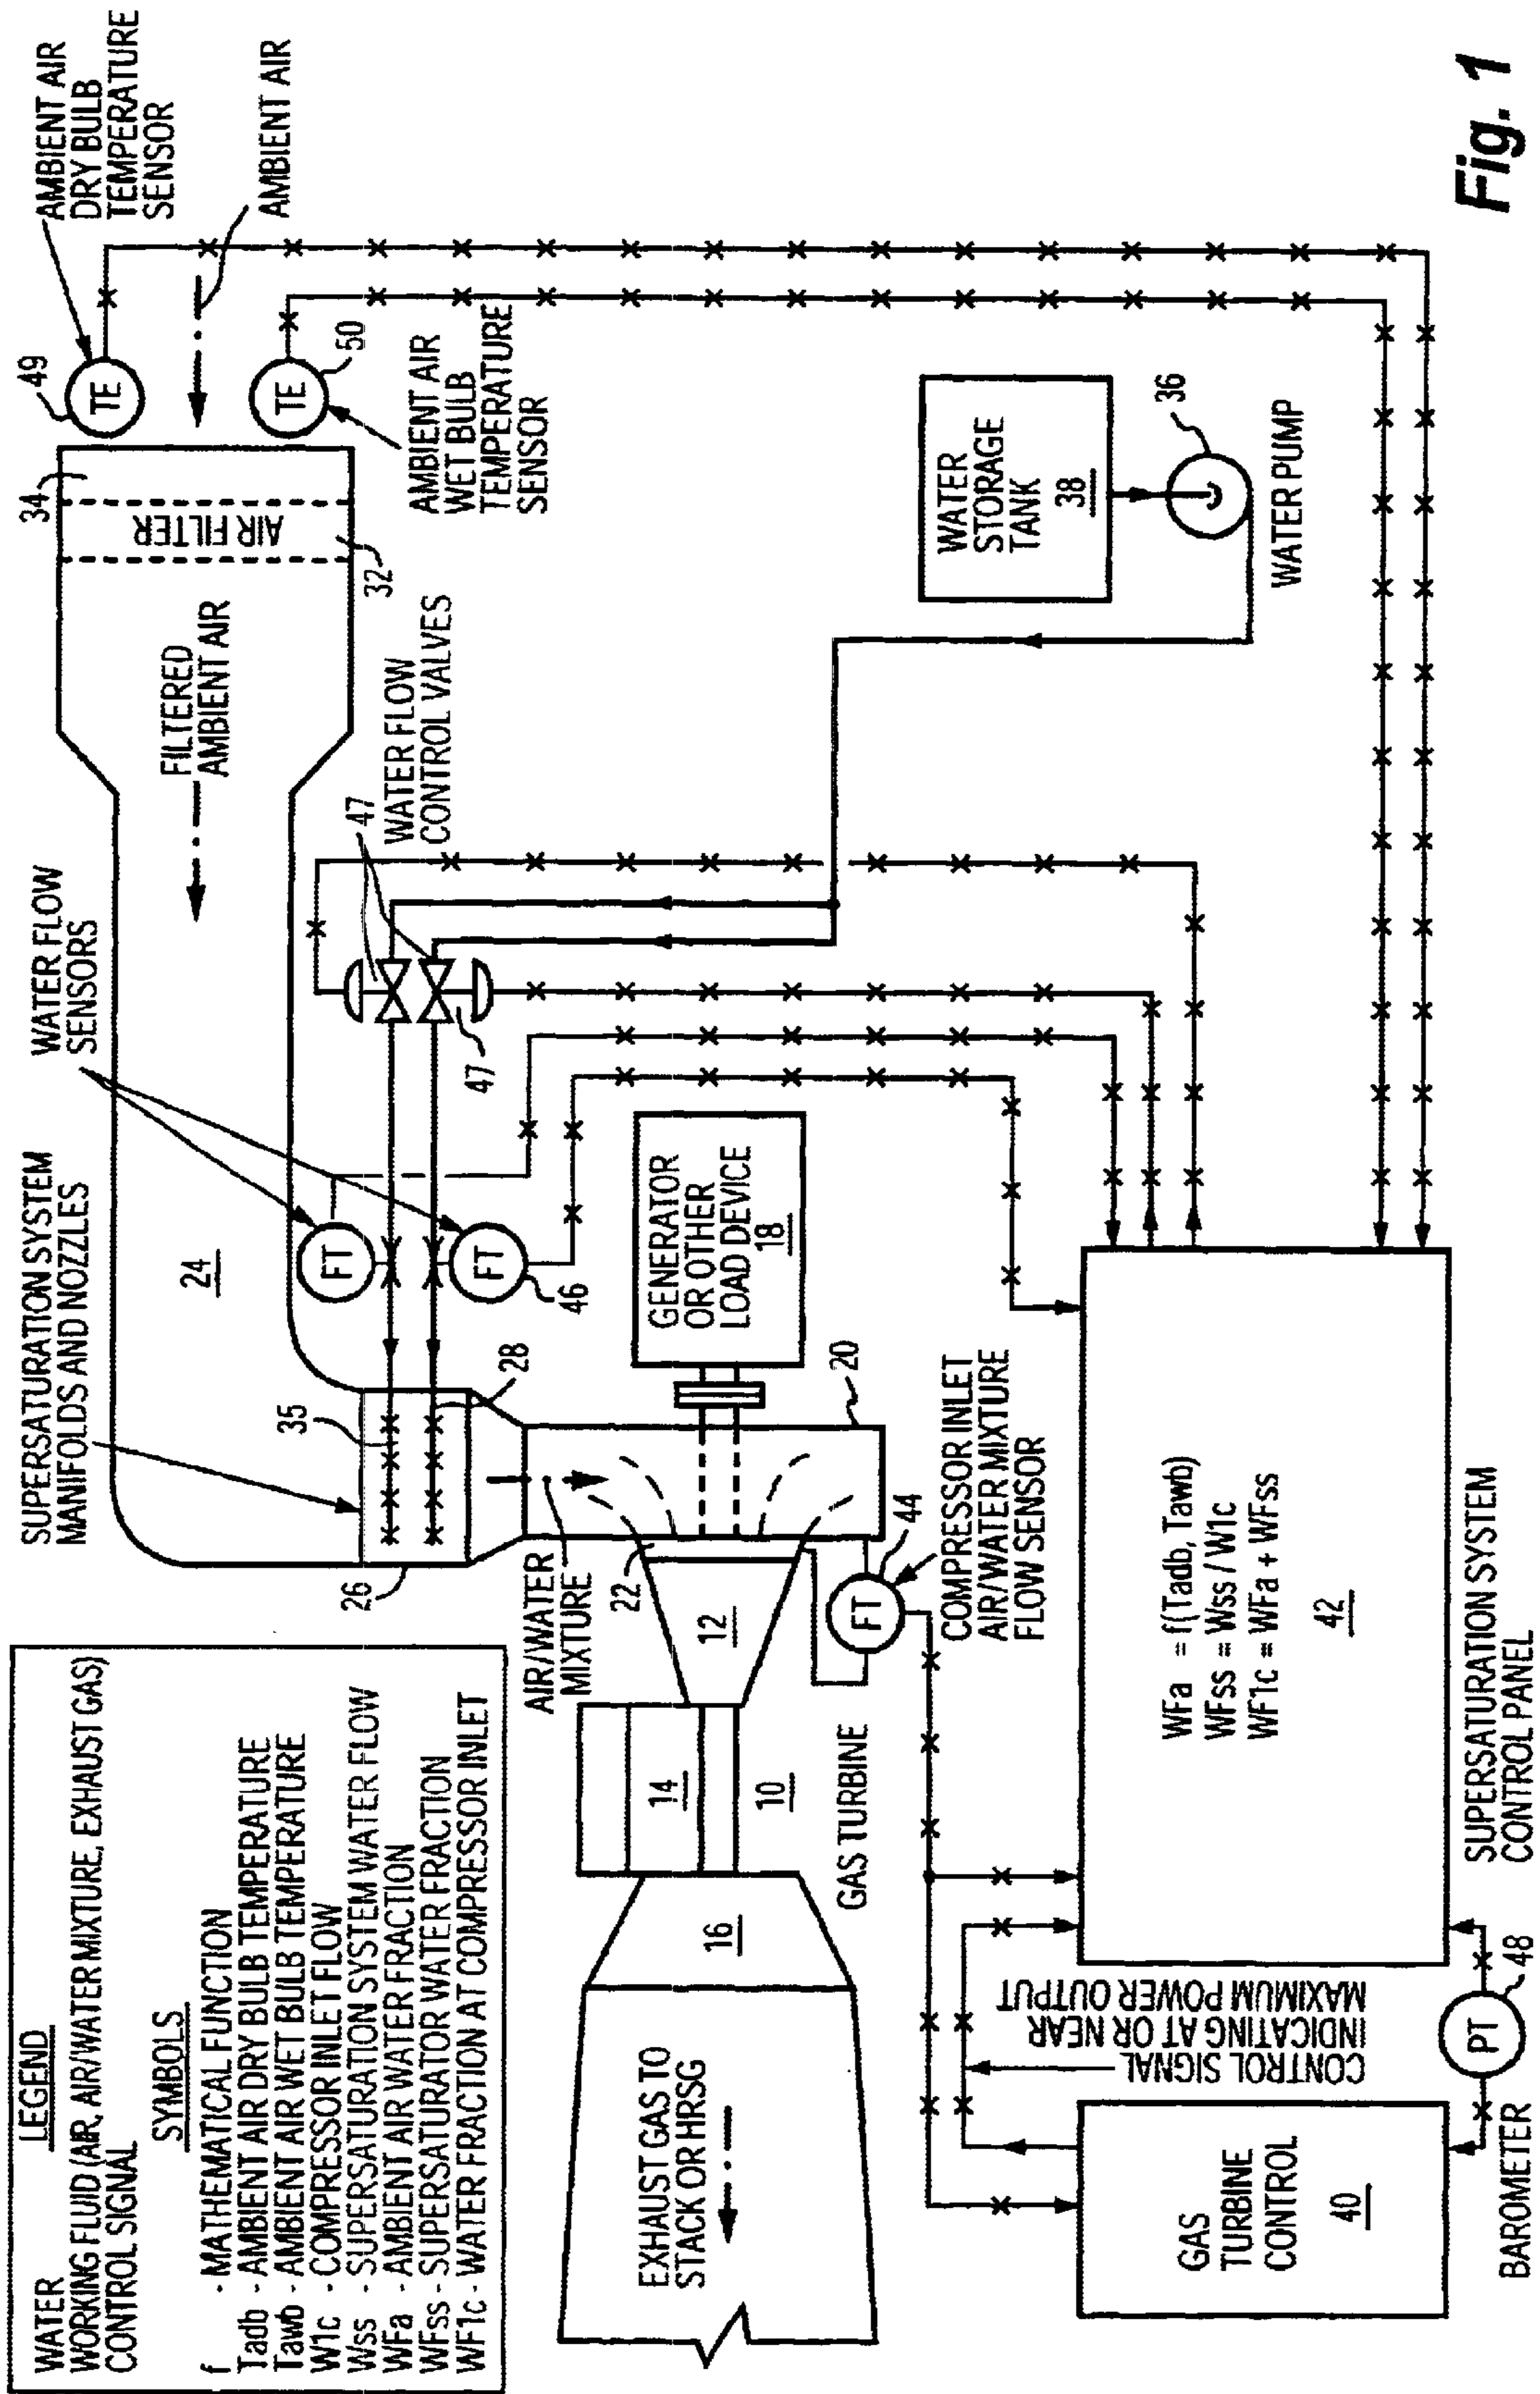 LEGEND
WATER
WORKING FLUID (AIR, AIR/WATER MIXTURE, EXHAUST GAS)
CONTROL SIGNAL
SYMBOLS
f - MATHEMATICAL FUNCTION
Tadb - AMBIENT AIR DRY BULB TEMPERATURE
Tawb - AMBIENT AIR WET BULB TEMPERATURE
W1c - COMPRESSOR INLET FLOW
Wss - SUPERSATURATION SYSTEM WATER FLOW
WFa - AMBIENT AIR WATER FRACTION
WFss - SUPERSATURATOR WATER FRACTION
WF1c - WATER FRACTION AT COMPRESSOR INLET
SUPERSATURATION SYSTEM
MANIFOLDS AND NOZZLES
WATER FLOW
SENSORS
24
FILTERED
AMBIENT AIR
34
AIR FILTER
32
49
TE
AMBIENT AIR
DRY BULB
TEMPERATURE
SENSOR
AMBIENT AIR
TE
50
AMBIENT AIR
WET BULB
TEMPERATURE
SENSOR
47
WATER FLOW
CONTROL VALVES
47
FT
FT
46
35
28
26
AIR/WATER
MIXTURE
22
20
GENERATOR
OR OTHER
LOAD DEVICE
18
WATER
STORAGE
TANK
38
36
WATER PUMP
EXHAUST GAS TO
STACK OR HRSG
16
14
10
GAS TURBINE
12
FT
44
COMPRESSOR INLET
AIR/WATER MIXTURE
FLOW SENSOR
GAS
TURBINE
CONTROL
40
CONTROL SIGNAL
INDICATING AT OR NEAR
MAXIMUM POWER OUTPUT
BAROMETER
PT
48
WFa = f(Tadb, Tawb)
WFss = Wss / W1c
WF1c = WFa + WFss
42
SUPERSATURATION SYSTEM
CONTROL PANEL
Fig. 1